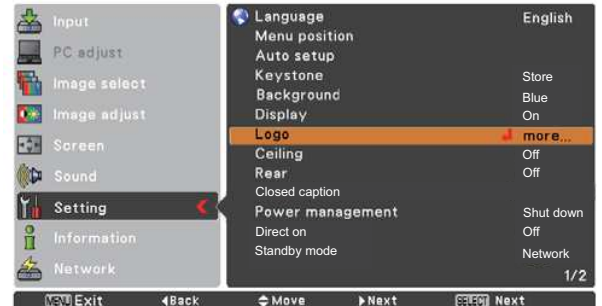 Input
PC adjust
Image select
Image adjust
Screen
Sound
Setting
Information
Network
Language English
Menu position
Auto setup
Keystone Store
Background Blue
Display On
Logo more...
Ceiling Off
Rear Off
Closed caption
Power management Shut down
Direct on Off
Standby mode Network
1/2
MENU Exit Back Move Next SELECT Next